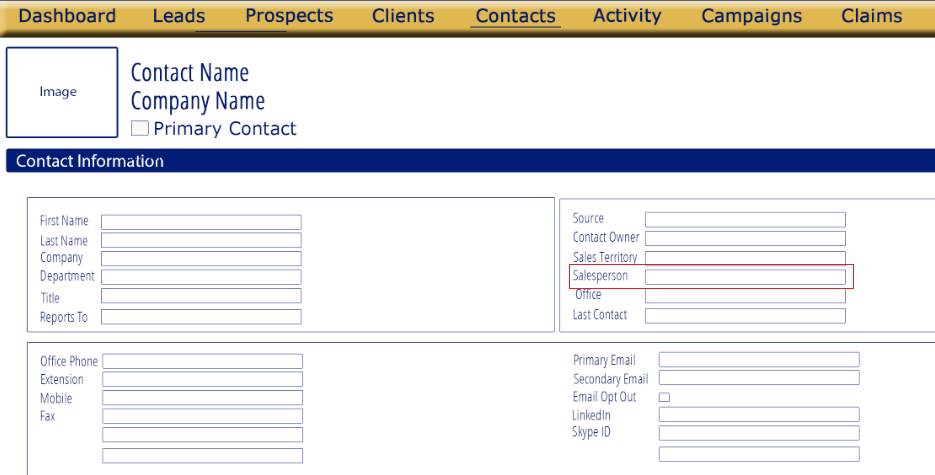 Dashboard Leads Prospects Clients Contacts Activity Campaigns Claims
Image
Contact Name
Company Name
Primary Contact
Contact Information
First Name
Last Name
Company
Department
Title
Reports To
Source
Contact Owner
Sales Territory
Salesperson
Office
Last Contact
Office Phone
Extension
Mobile
Fax
Primary Email
Secondary Email
Email Opt Out
LinkedIn
Skype ID